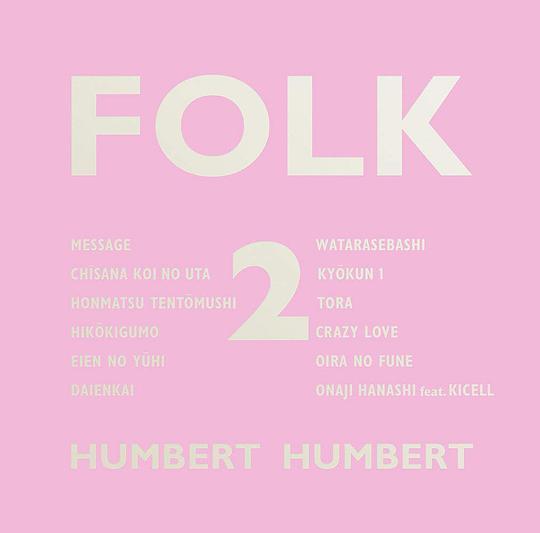 FOLK
2
MESSAGE
CHISANA KOI NO UTA
HONMATSU TENTŌMUSHI
HIKŌKIGUMO
EIEN NO YŪHI
DAIENKAI
WATARASEBASHI
KYŌKUN 1
TORA
CRAZY LOVE
OIRA NO FUNE
ONAJI HANASHI feat. KICELL
HUMBERT HUMBERT